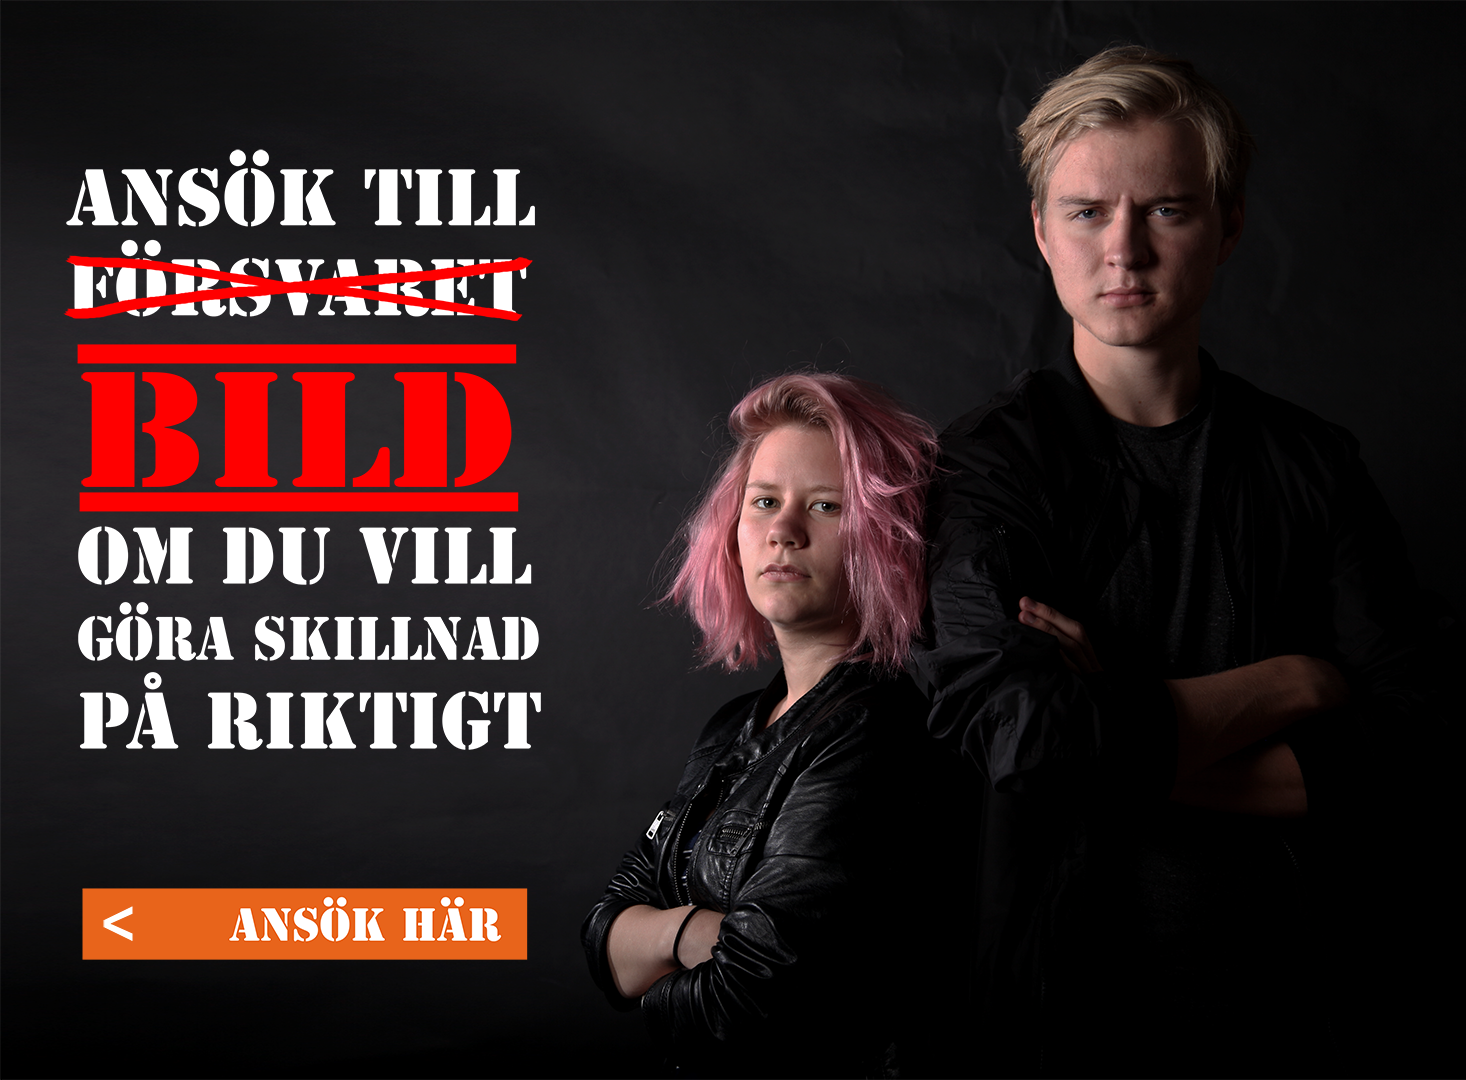 ANSÖK TILL
FÖRSVARET
BILD
OM DU VILL
GÖRA SKILLNAD
PÅ RIKTIGT
< ANSÖK HÄR